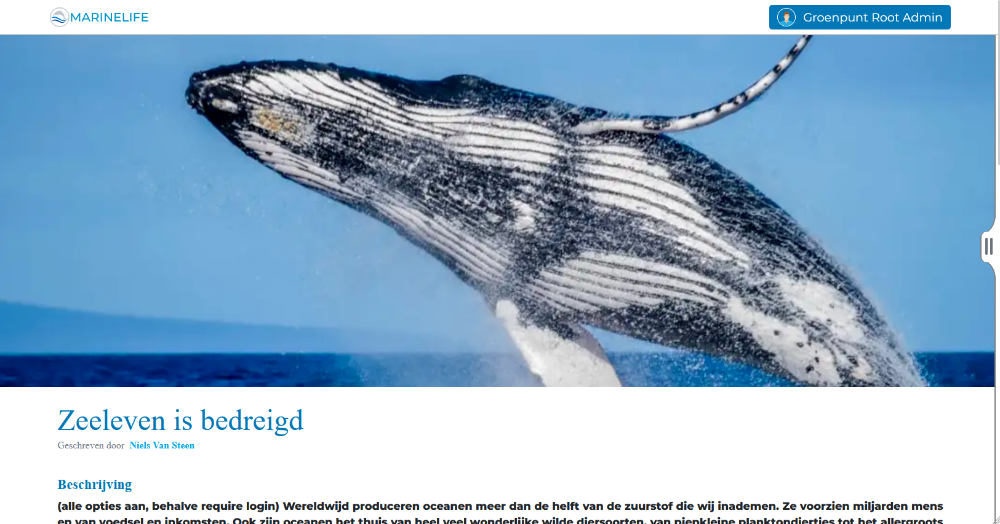 MARINELIFE
Groenpunt Root Admin
Zeeleven is bedreigd
Geschreven door Niels Van Steen
Beschrijving
(alle opties aan, behalve require login) Wereldwijd produceren oceanen meer dan de helft van de zuurstof die wij inademen. Ze voorzien miljarden mens
en van voedsel en inkomsten. Ook zijn oceanen het thuis van heel veel wonderlijke wilde diersoorten, van piepkleine planktondiertjes tot het allergroots